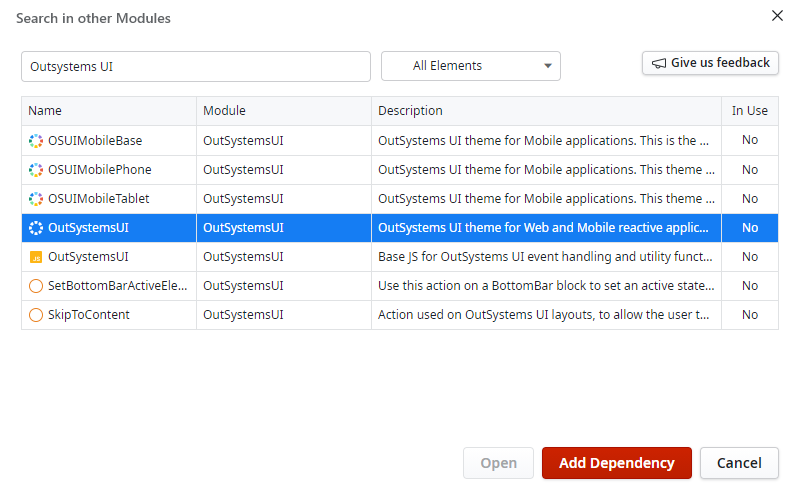 Search in other Modules
Outsystems UI
All Elements
Give us feedback
Name Module Description In Use
OSUIMobileBase OutSystemsUI OutSystems UI theme for Mobile applications. This is the ... No
OSUIMobilePhone OutSystemsUI OutSystems UI theme for Mobile applications. This theme ... No
OSUIMobileTablet OutSystemsUI OutSystems UI theme for Mobile applications. This theme ... No
OutSystemsUI OutSystemsUI OutSystems UI theme for Web and Mobile reactive applic... No
JS OutSystemsUI OutSystemsUI Base JS for OutSystems UI event handling and utility funct... No
SetBottomBarActiveEle... OutSystemsUI Use this action on a BottomBar block to set an active state... No
SkipToContent OutSystemsUI Action used on OutSystems UI layouts, to allow the user t... No
Open Add Dependency Cancel